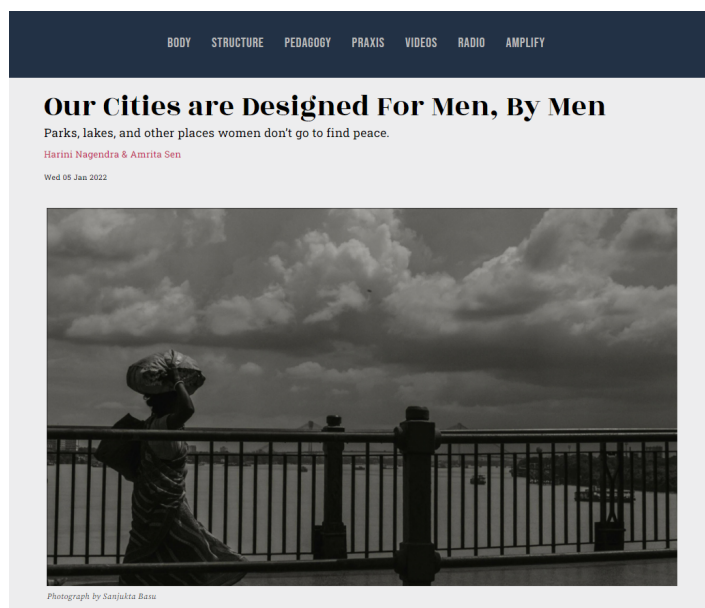 BODY STRUCTURE PEDAGOGY PRAXIS VIDEOS RADIO AMPLIFY
Our Cities are Designed For Men, By Men
Parks, lakes, and other places women don't go to find peace.
Harini Nagendra & Amrita Sen
Wed 05 Jan 2022
Photograph by Sanjukta Basu